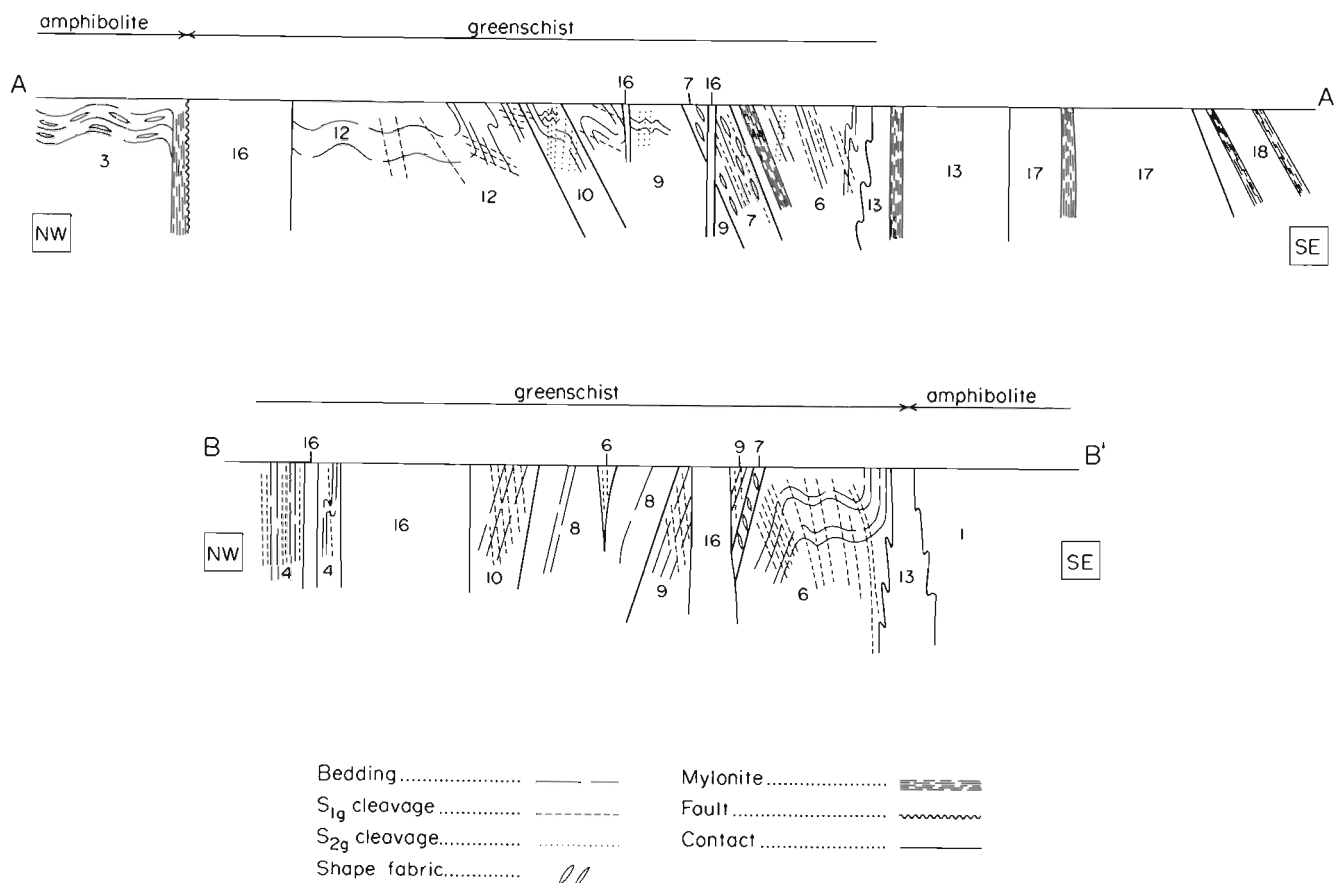 amphibolite greenschist
16 7 16
A A
12
3 16 12 10 9 9 7 6 13 13 17 17 18
NW SE
greenschist amphibolite
B 16 6 9 7 B'
4 4 16 10 8 8 9 16 6 13 1
NW SE
Bedding............... Mylonite...............
S1g cleavage ............ Fault.....................
S2g cleavage............ Contact................
Shape fabric............